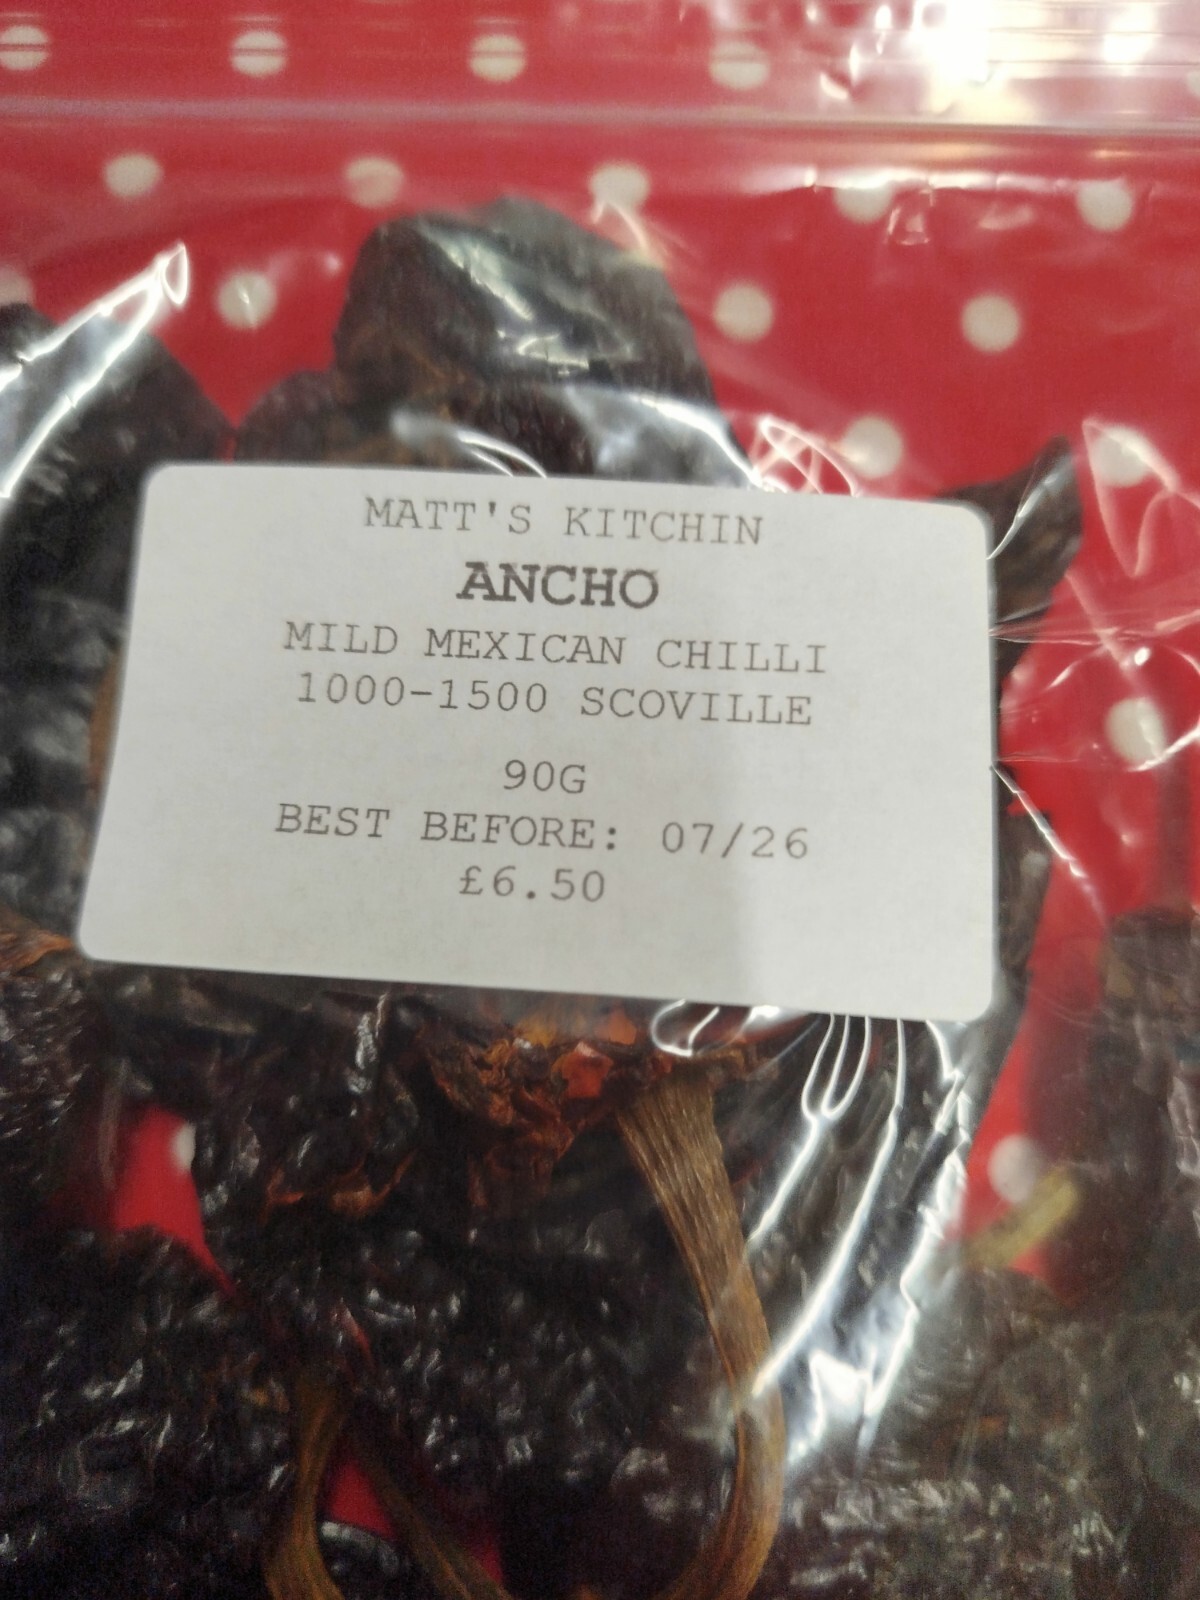 MATT'S KITCHIN
ANCHO
MILD MEXICAN CHILLI
1000-1500 SCOVILLE
90G
BEST BEFORE: 07/26
£6.50